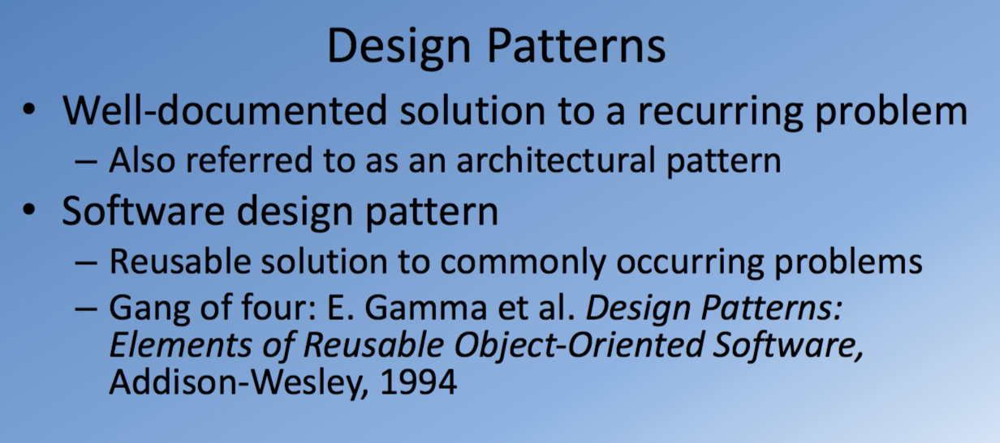 Design Patterns
• Well-documented solution to a recurring problem
– Also referred to as an architectural pattern
• Software design pattern
– Reusable solution to commonly occurring problems
– Gang of four: E. Gamma et al. Design Patterns:
Elements of Reusable Object-Oriented Software,
Addison-Wesley, 1994